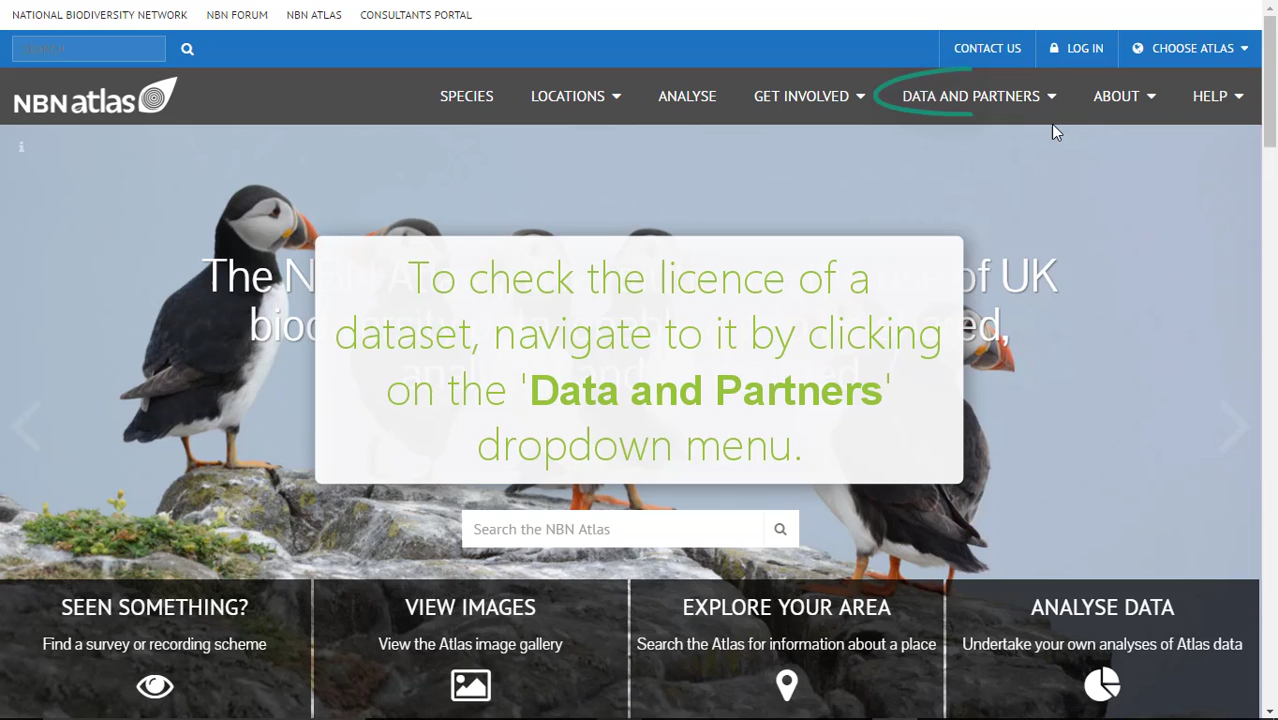 NATIONAL BIODIVERSITY NETWORK NBN FORUM NBN ATLAS CONSULTANTS PORTAL
SEARCH CONTACT US LOG IN CHOOSE ATLAS
NBN atlas SPECIES LOCATIONS ANALYSE GET INVOLVED DATA AND PARTNERS ABOUT HELP
The N of UK
To check the licence of a
dataset, navigate to it by clicking
on the 'Data and Partners'
dropdown menu.
Search the NBN Atlas
SEEN SOMETHING?
Find a survey or recording scheme
VIEW IMAGES
View the Atlas image gallery
EXPLORE YOUR AREA
Search the Atlas for information about a place
ANALYSE DATA
Undertake your own analyses of Atlas data